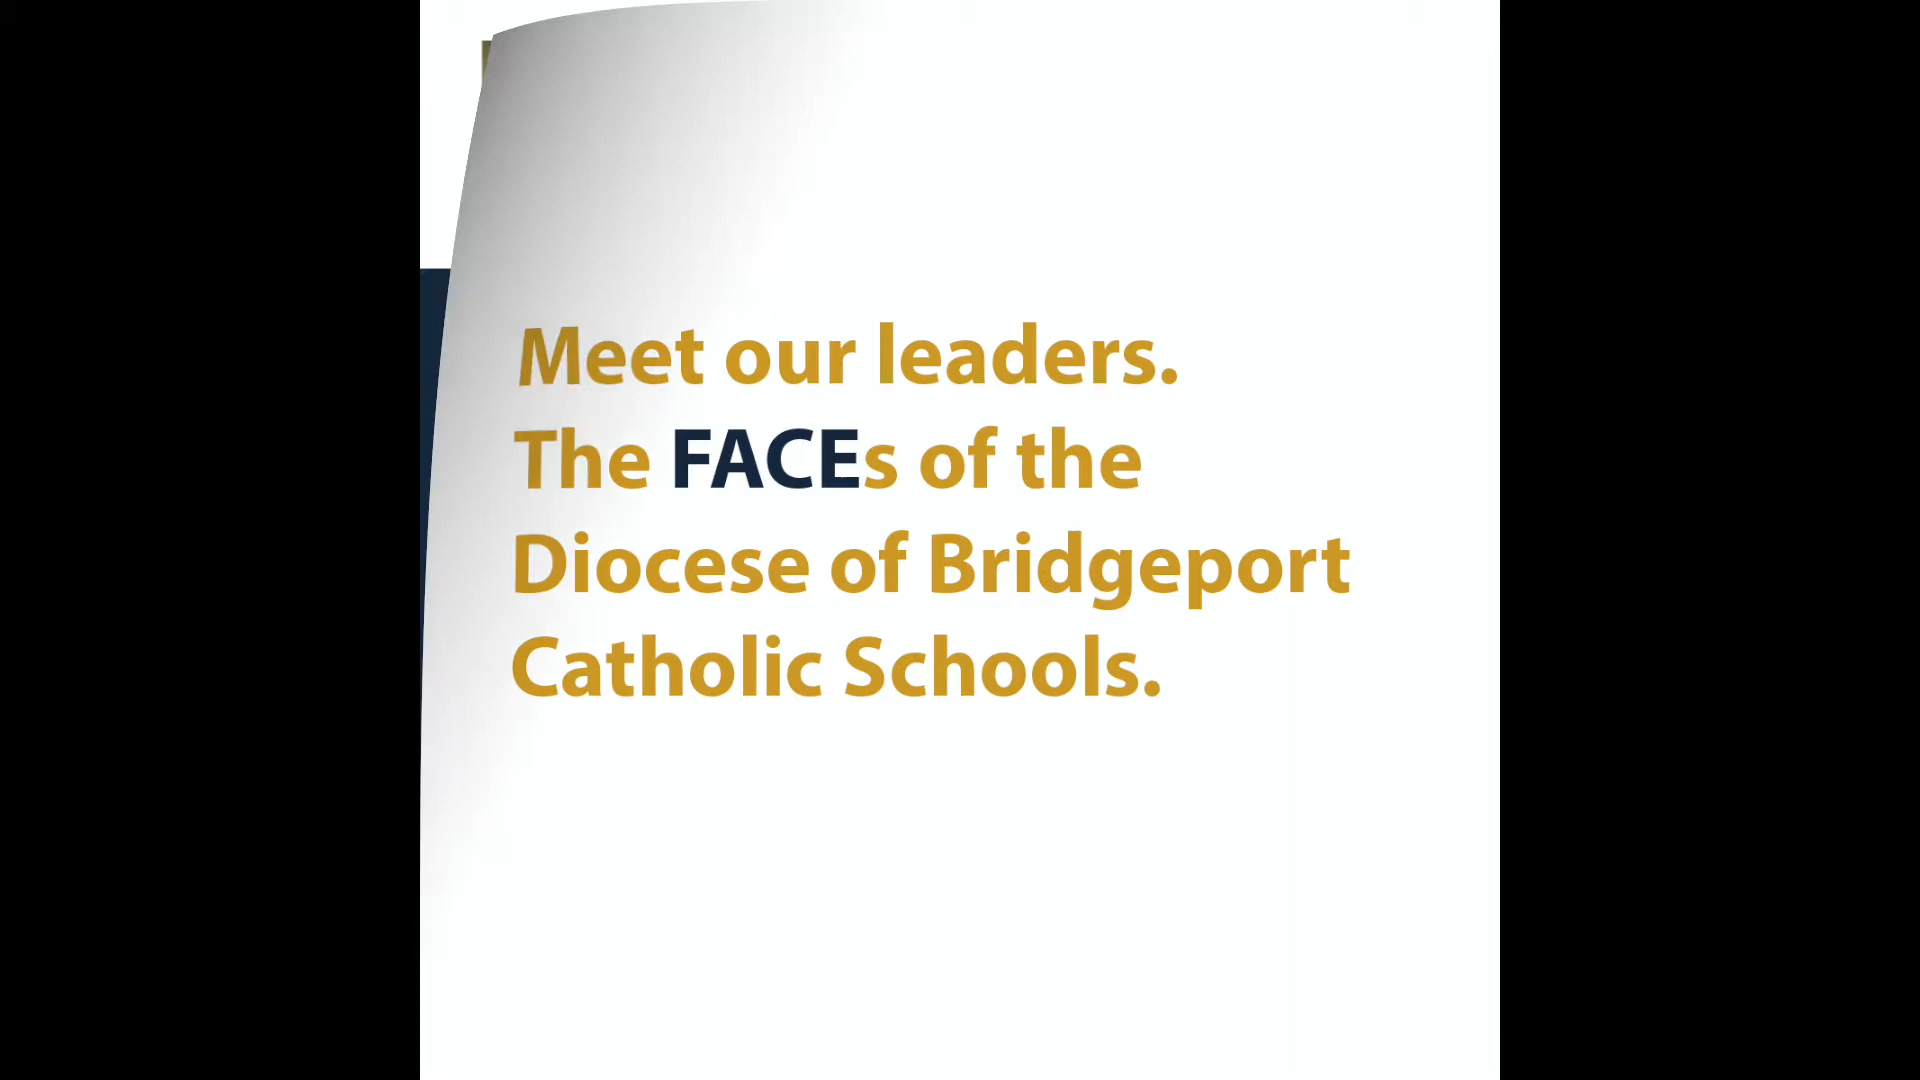 Meet our leaders.
The FACEs of the
Diocese of Bridgeport
Catholic Schools.